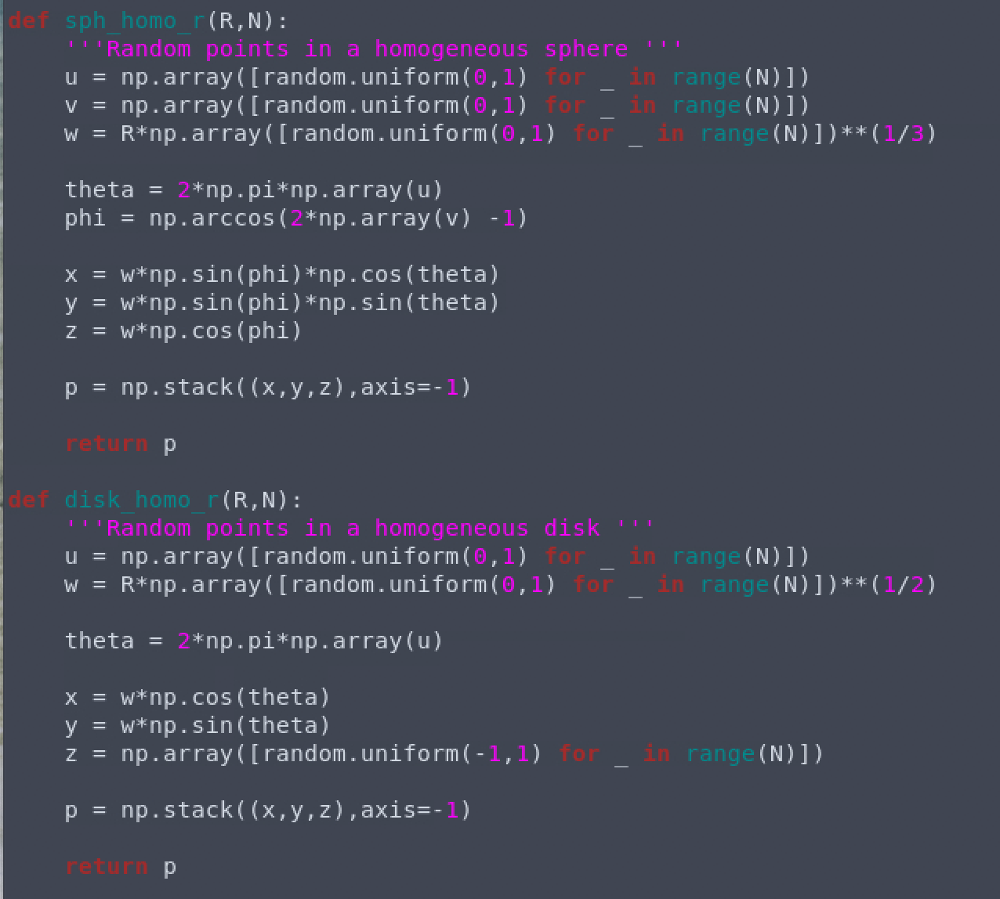 def sph_homo_r(R,N):
    '''Random points in a homogeneous sphere '''
    u = np.array([random.uniform(0,1) for _ in range(N)])
    v = np.array([random.uniform(0,1) for _ in range(N)])
    w = R*np.array([random.uniform(0,1) for _ in range(N)])**(1/3)

    theta = 2*np.pi*np.array(u)
    phi = np.arccos(2*np.array(v) -1)

    x = w*np.sin(phi)*np.cos(theta)
    y = w*np.sin(phi)*np.sin(theta)
    z = w*np.cos(phi)

    p = np.stack((x,y,z),axis=-1)

    return p

def disk_homo_r(R,N):
    '''Random points in a homogeneous disk '''
    u = np.array([random.uniform(0,1) for _ in range(N)])
    w = R*np.array([random.uniform(0,1) for _ in range(N)])**(1/2)

    theta = 2*np.pi*np.array(u)

    x = w*np.cos(theta)
    y = w*np.sin(theta)
    z = np.array([random.uniform(-1,1) for _ in range(N)])

    p = np.stack((x,y,z),axis=-1)

    return p